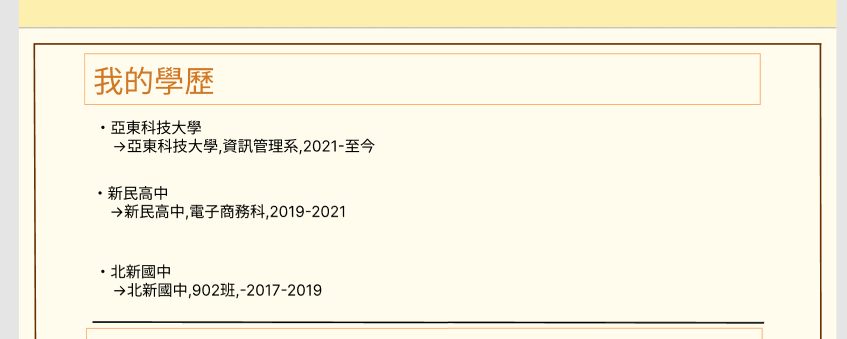 我的學歷
・亞東科技大學
→亞東科技大學,資訊管理系,2021-至今
・新民高中
→新民高中,電子商務科,2019-2021
・北新國中
→北新國中,902班,-2017-2019